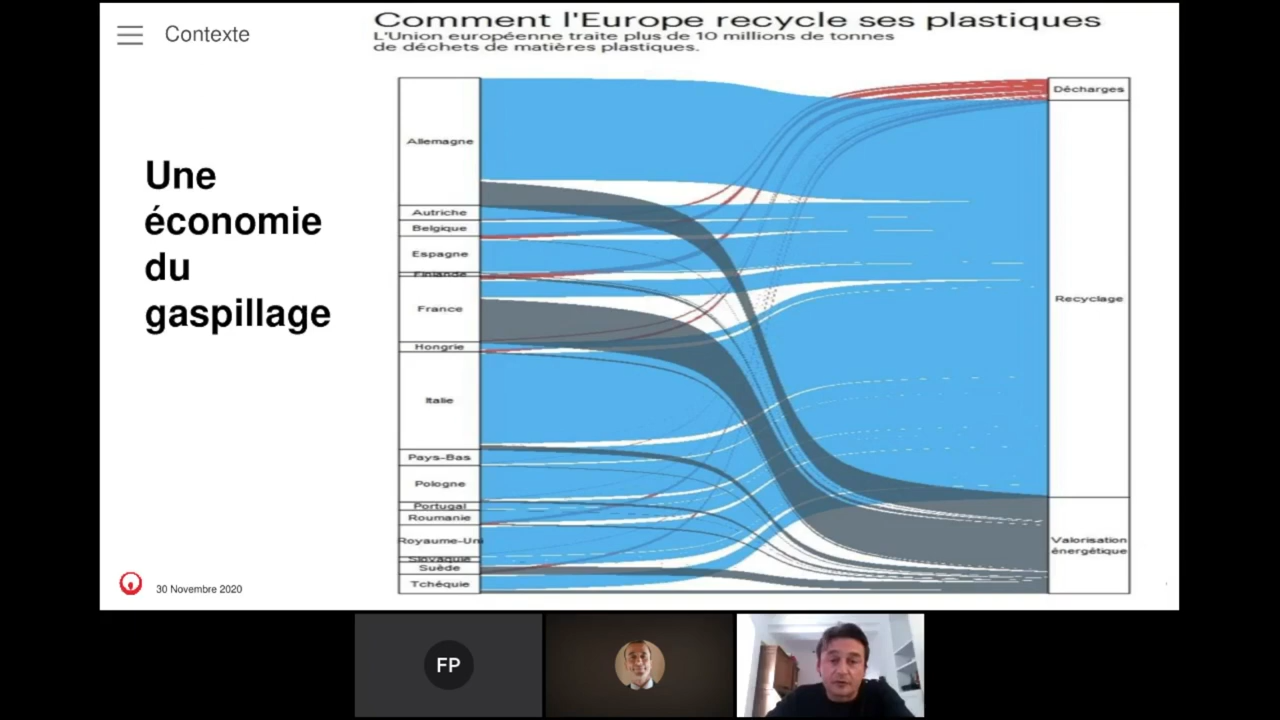 Contexte
Comment l'Europe recycle ses plastiques
L'Union européenne traite plus de 10 millions de tonnes
de déchets de matières plastiques.
Une
économie
du
gaspillage
Allemagne
Autriche
Belgique
Espagne
Finlande
France
Hongrie
Italie
Pays-Bas
Pologne
Portugal
Roumanie
Royaume-Uni
Slovaquie
Suède
Tchéquie
Décharges
Recyclage
Valorisation
énergétique
30 Novembre 2020
FP